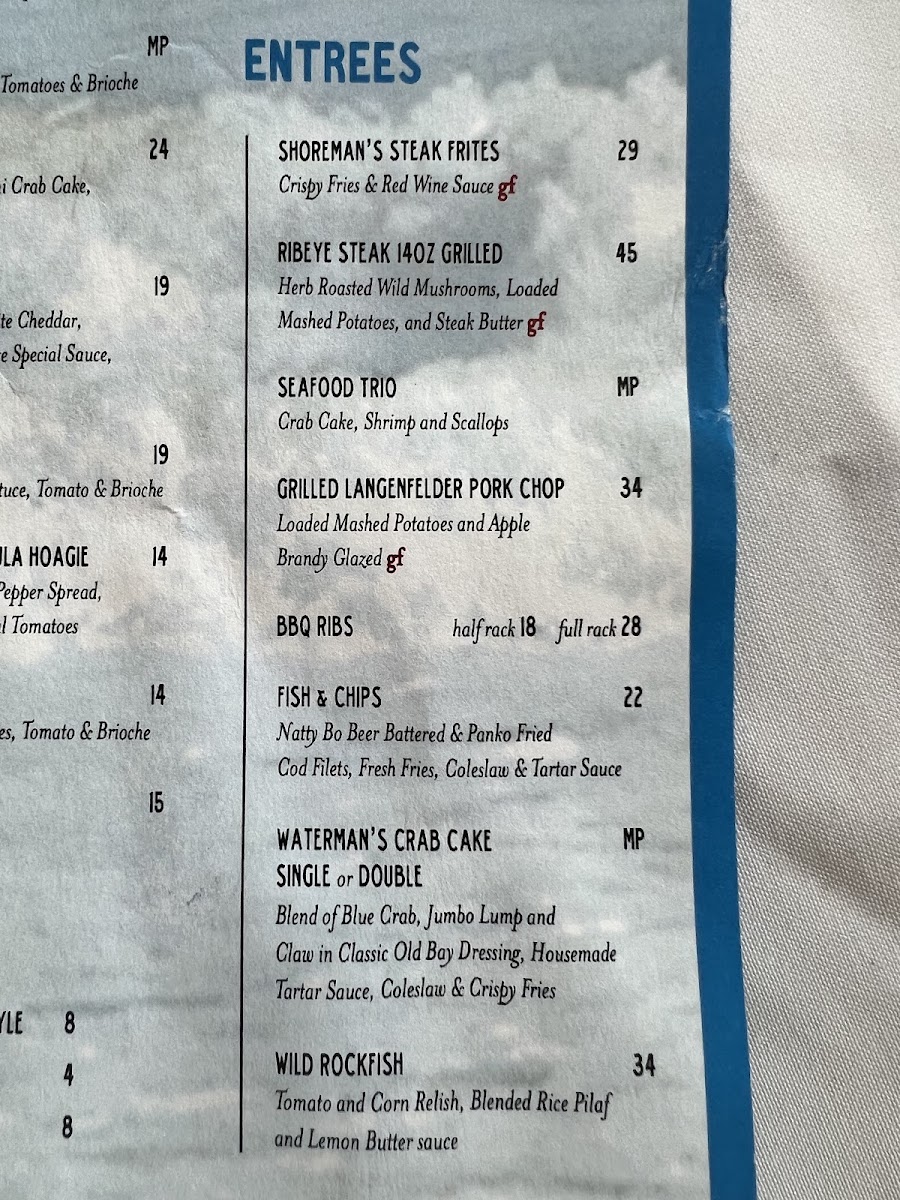 MP
Tomatoes & Brioche
24
Crab Cake,
19
Cheddar,
Special Sauce,
19
Tomato & Brioche
HOAGIE 14
Pepper Spread,
Tomatoes
14
Tomato & Brioche
15
8
4
8
ENTREES
SHOREMAN'S STEAK FRITES 29
Crispy Fries & Red Wine Sauce gf
RIBEYE STEAK 14OZ GRILLED 45
Herb Roasted Wild Mushrooms, Loaded
Mashed Potatoes, and Steak Butter gf
SEAFOOD TRIO MP
Crab Cake, Shrimp and Scallops
GRILLED LANGENFELDER PORK CHOP 34
Loaded Mashed Potatoes and Apple
Brandy Glazed gf
BBQ RIBS half rack 18 full rack 28
FISH & CHIPS 22
Natty Bo Beer Battered & Panko Fried
Cod Filets, Fresh Fries, Coleslaw & Tartar Sauce
WATERMAN'S CRAB CAKE MP
SINGLE or DOUBLE
Blend of Blue Crab, Jumbo Lump and
Claw in Classic Old Bay Dressing, Housemade
Tartar Sauce, Coleslaw & Crispy Fries
WILD ROCKFISH 34
Tomato and Corn Relish, Blended Rice Pilaf
and Lemon Butter sauce